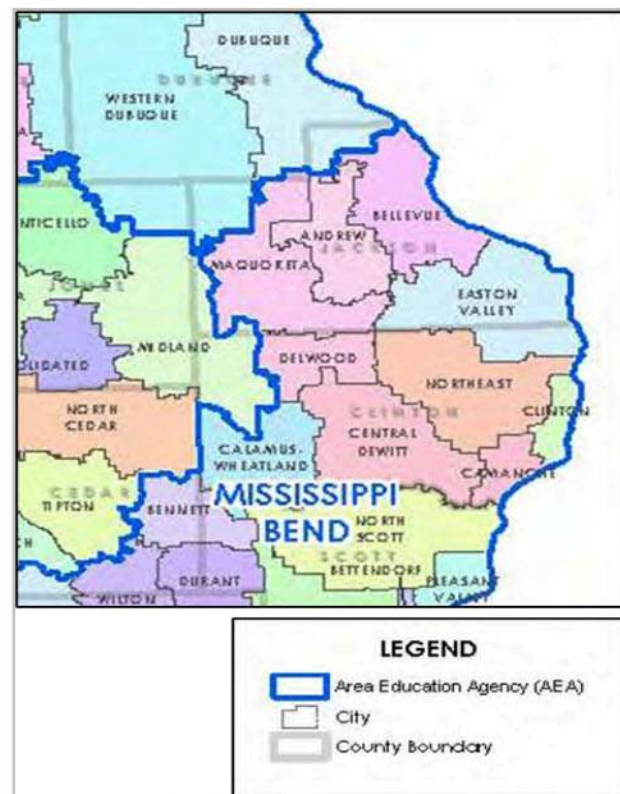 DUBUQUE
DUBUQUE
WESTERN
DUBUQUE
BELLEVUE
NTICELLO
ANDREW
JACKSON
MAQUOKETA
JONES
EASTON
VALLEY
MIDLAND
DELWOOD
OLIDATED
NORTHEAST
NORTH
CEDAR
CLINTON
CLINTON
CENTRAL
DEWITT
CALAMUS-
WHEATLAND
CAMANCHE
CEDAR
TIPTON
MISSISSIPPI
BEND
BENNETT
NORTH
SCOTT
SCOTT
BETTENDORF
DURANT
PLEASANT
VALLEY
WILTON
LEGEND
Area Education Agency (AEA)
City
County Boundary